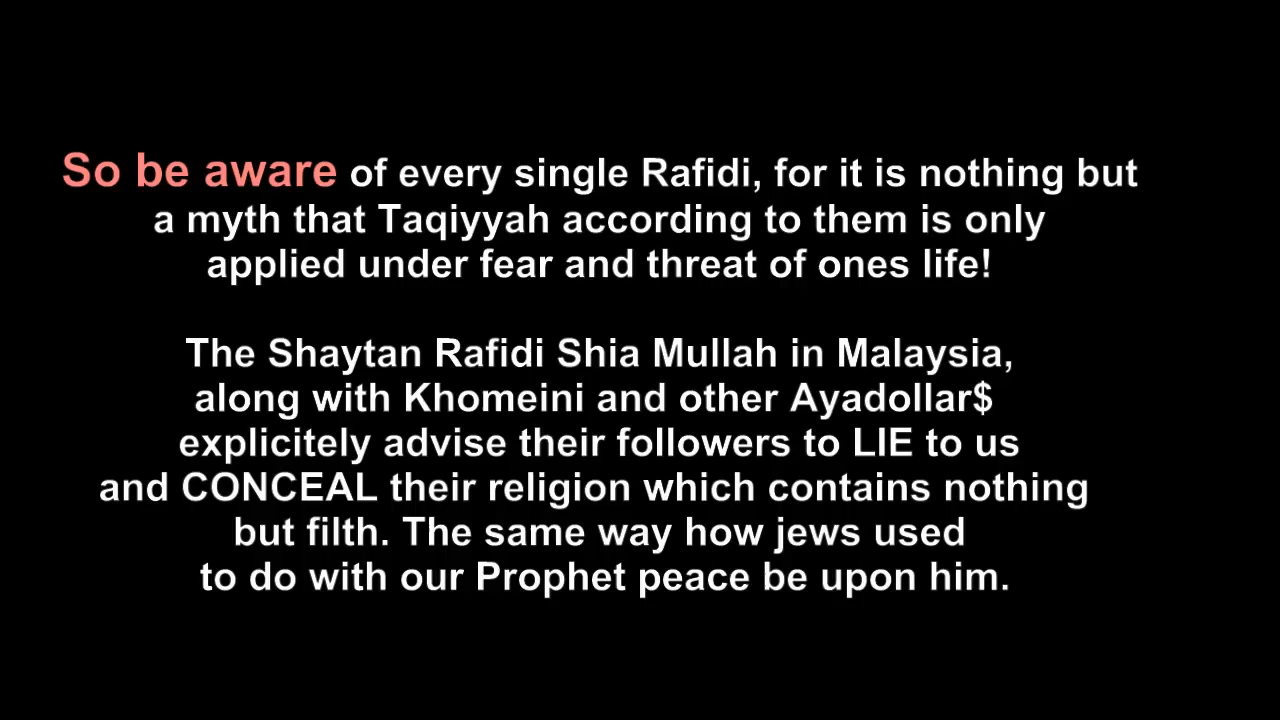 So be aware of every single Rafidi, for it is nothing but
a myth that Taqiyyah according to them is only
applied under fear and threat of ones life!
The Shaytan Rafidi Shia Mullah in Malaysia,
along with Khomeini and other Ayadollar$
explicitely advise their followers to LIE to us
and CONCEAL their religion which contains nothing
but filth. The same way how jews used
to do with our Prophet peace be upon him.